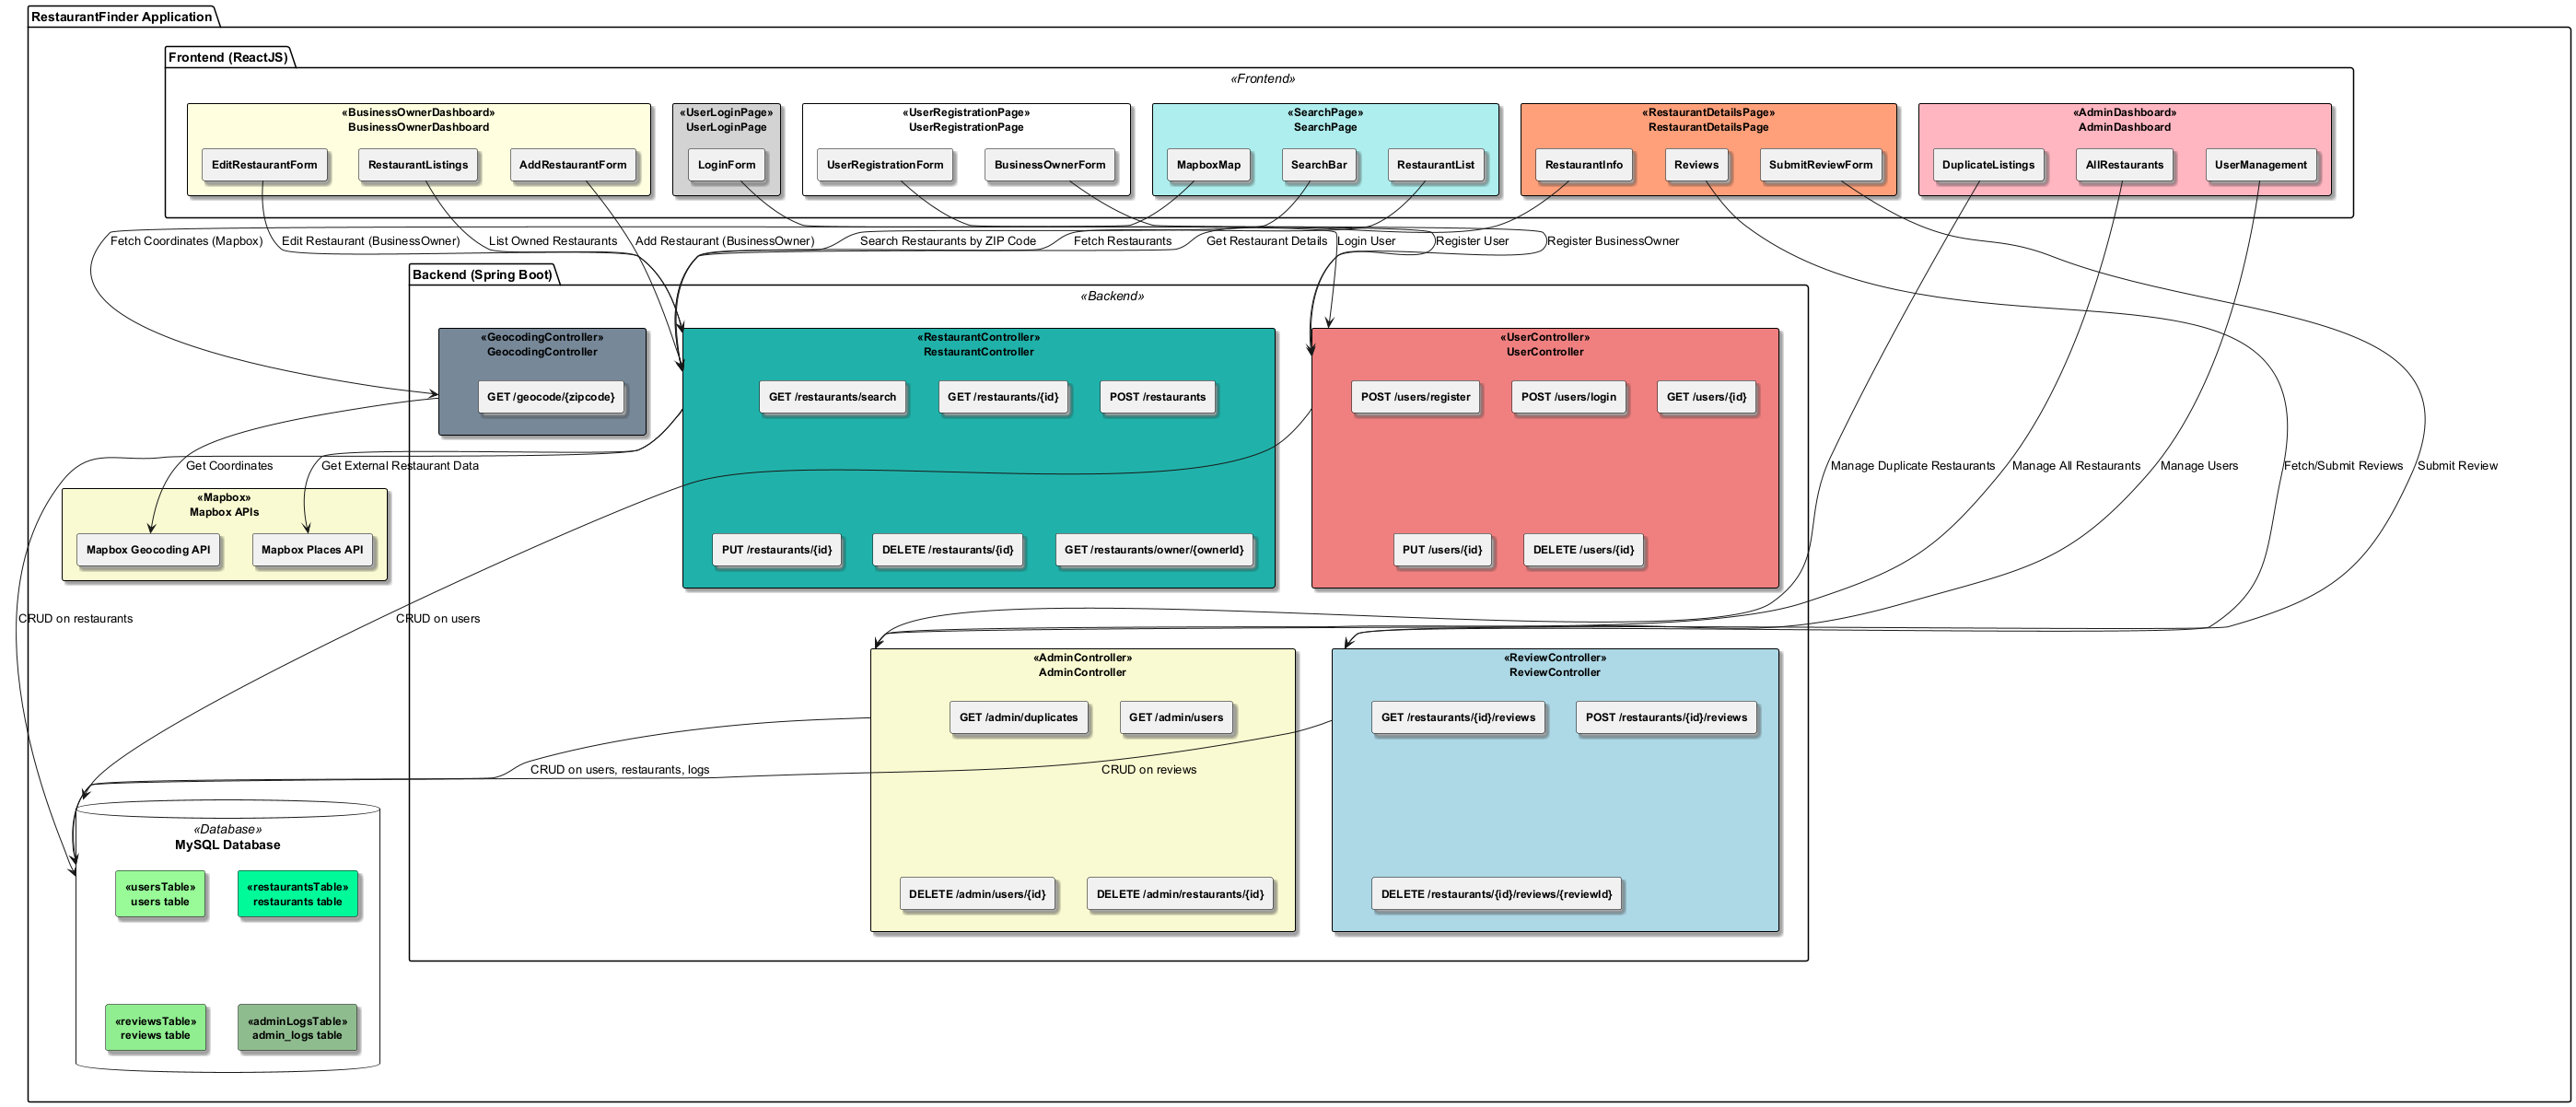 RestaurantFinder Application
Frontend (ReactJS)
«Frontend»
«BusinessOwnerDashboard»
BusinessOwnerDashboard
EditRestaurantForm
RestaurantListings
AddRestaurantForm
«UserLoginPage»
UserLoginPage
LoginForm
«UserRegistrationPage»
UserRegistrationPage
UserRegistrationForm
BusinessOwnerForm
«SearchPage»
SearchPage
MapboxMap
SearchBar
RestaurantList
«RestaurantDetailsPage»
RestaurantDetailsPage
RestaurantInfo
Reviews
SubmitReviewForm
«AdminDashboard»
AdminDashboard
DuplicateListings
AllRestaurants
UserManagement
Fetch Coordinates (Mapbox)
Edit Restaurant (BusinessOwner)
List Owned Restaurants
Add Restaurant (BusinessOwner)
Search Restaurants by ZIP Code
Fetch Restaurants
Get Restaurant Details
Login User
Register User
Register BusinessOwner
Backend (Spring Boot)
«Backend»
«GeocodingController»
GeocodingController
GET /geocode/{zipcode}
«RestaurantController»
RestaurantController
GET /restaurants/search
GET /restaurants/{id}
POST /restaurants
PUT /restaurants/{id}
DELETE /restaurants/{id}
GET /restaurants/owner/{ownerId}
«UserController»
UserController
POST /users/register
POST /users/login
GET /users/{id}
PUT /users/{id}
DELETE /users/{id}
Get Coordinates
Get External Restaurant Data
Manage Duplicate Restaurants
Manage All Restaurants
Manage Users
Fetch/Submit Reviews
Submit Review
«Mapbox»
Mapbox APIs
Mapbox Geocoding API
Mapbox Places API
CRUD on restaurants
CRUD on users
«AdminController»
AdminController
GET /admin/duplicates
GET /admin/users
DELETE /admin/users/{id}
DELETE /admin/restaurants/{id}
«ReviewController»
ReviewController
GET /restaurants/{id}/reviews
POST /restaurants/{id}/reviews
DELETE /restaurants/{id}/reviews/{reviewId}
CRUD on users, restaurants, logs
CRUD on reviews
«Database»
MySQL Database
«usersTable»
users table
«restaurantsTable»
restaurants table
«reviewsTable»
reviews table
«adminLogsTable»
admin_logs table